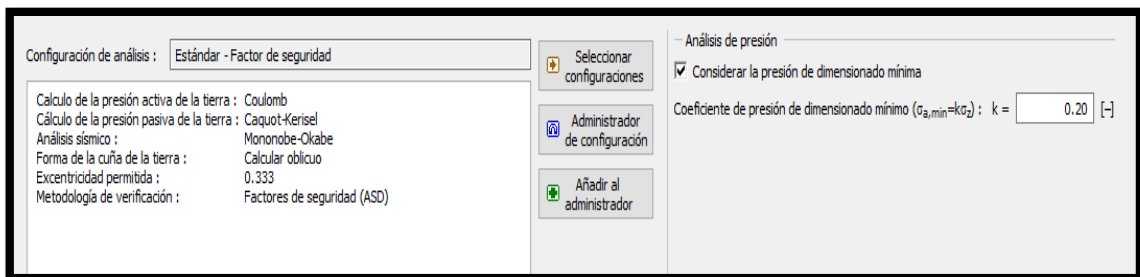 Configuración de análisis : Estándar - Factor de seguridad
Calculo de la presión activa de la tierra : Coulomb
Cálculo de la presión pasiva de la tierra : Caquot-Kerisel
Análisis sísmico : Mononobe-Okabe
Forma de la cuña de la tierra : Calcular oblicuo
Excentricidad permitida : 0.333
Metodología de verificación : Factores de seguridad (ASD)
Seleccionar
configuraciones
Administrador
de configuración
Añadir al
administrador
Análisis de presión
Considerar la presión de dimensionado mínima
Coeficiente de presión de dimensionado mínimo (σa,min=kσz) : k = 0.20 [–]